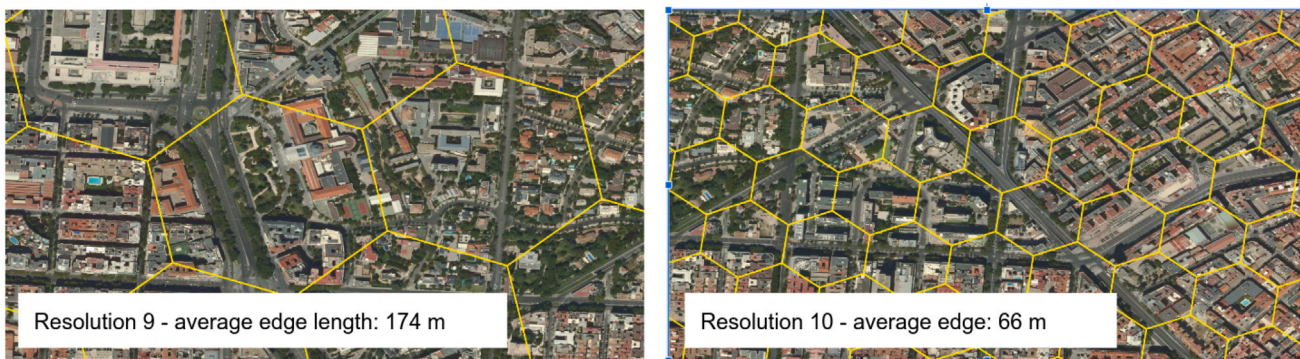 Resolution 9 - average edge length: 174 m
Resolution 10 - average edge: 66 m